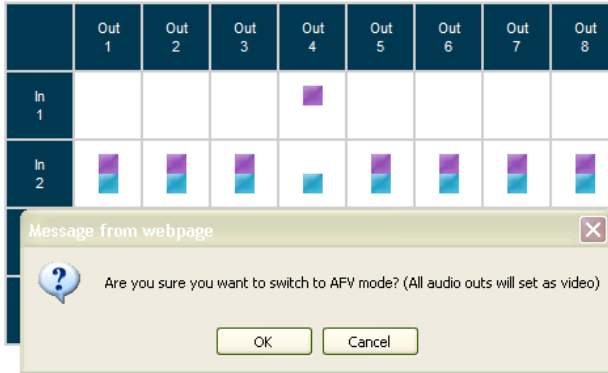 Out Out Out Out Out Out Out Out
1 2 3 4 5 6 7 8
In
1
In
2
Message from webpage
Are you sure you want to switch to AFV mode? (All audio outs will set as video)
OK Cancel